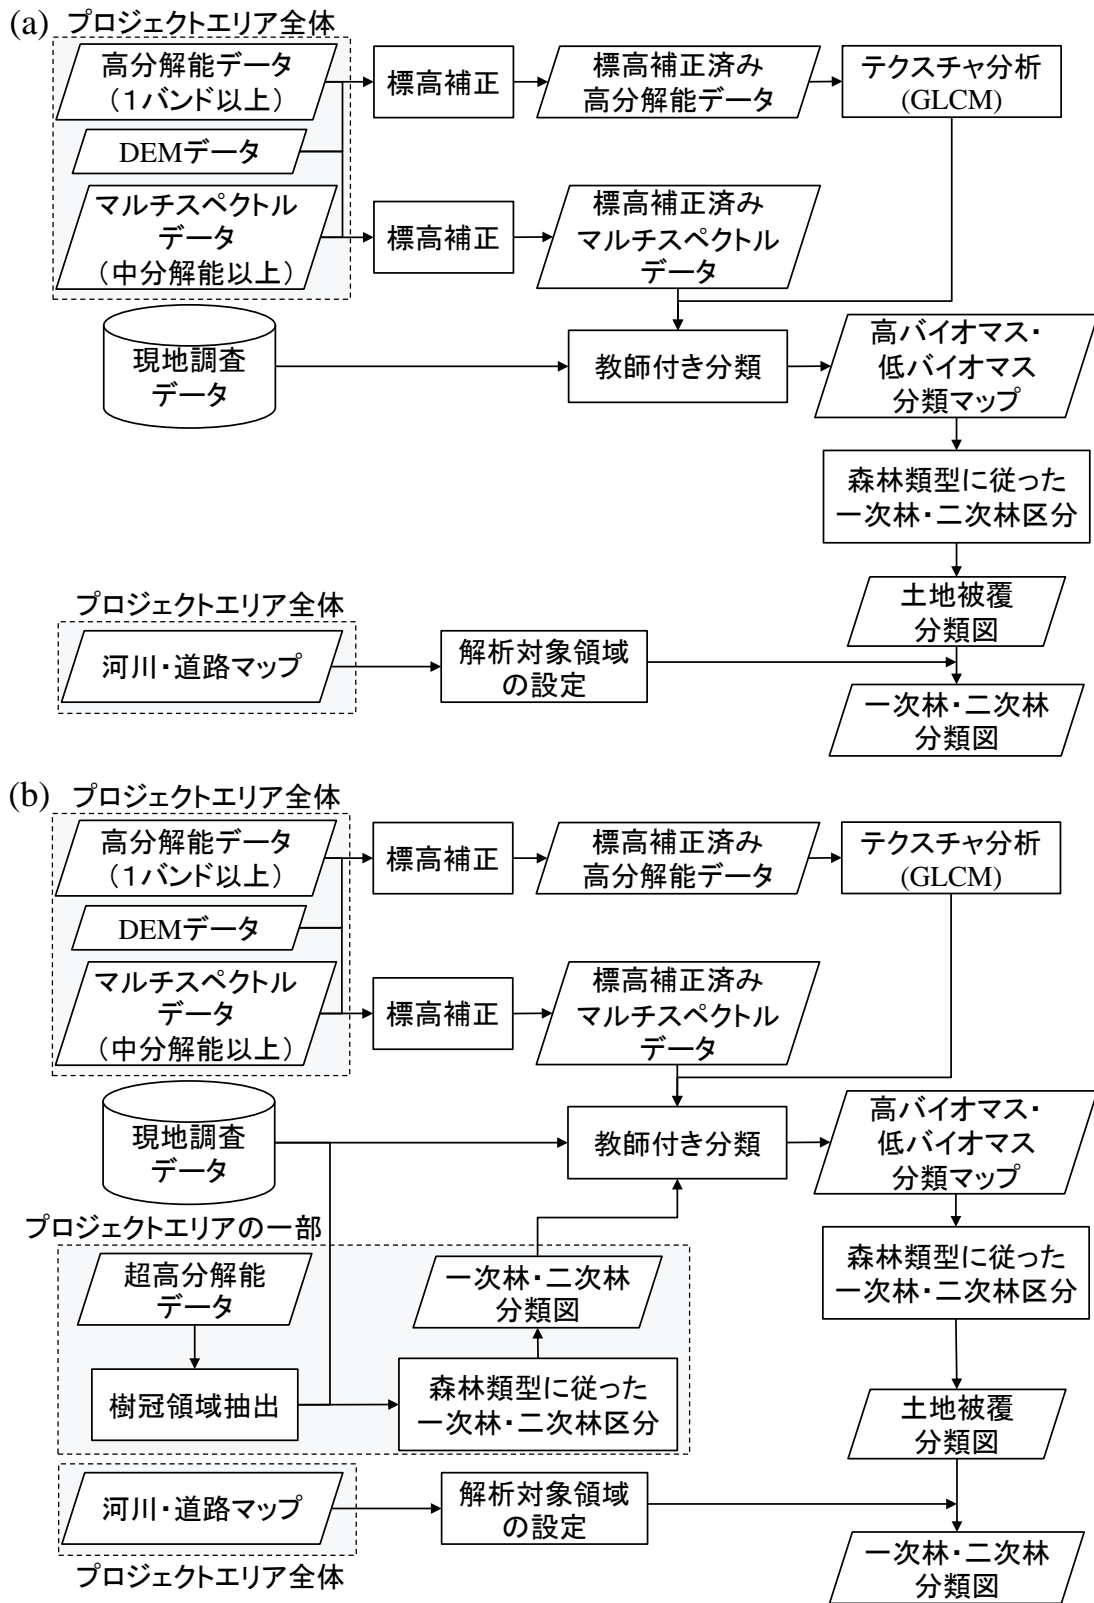 (a)
プロジェクトエリア全体
高分解能データ
(1バンド以上)
DEMデータ
マルチスペクトル
データ
(中分解能以上)
標高補正
標高補正済み
高分解能データ
テクスチャ分析
(GLCM)
標高補正
標高補正済み
マルチスペクトル
データ
現地調査
データ
教師付き分類
高バイオマス・
低バイオマス
分類マップ
森林類型に従った
一次林・二次林区分
土地被覆
分類図
プロジェクトエリア全体
河川・道路マップ
解析対象領域
の設定
一次林・二次林
分類図
(b)
プロジェクトエリア全体
高分解能データ
(1バンド以上)
DEMデータ
マルチスペクトル
データ
(中分解能以上)
標高補正
標高補正済み
高分解能データ
テクスチャ分析
(GLCM)
標高補正
標高補正済み
マルチスペクトル
データ
現地調査
データ
教師付き分類
高バイオマス・
低バイオマス
分類マップ
プロジェクトエリアの一部
超高分解能
データ
樹冠領域抽出
一次林・二次林
分類図
森林類型に従った
一次林・二次林区分
森林類型に従った
一次林・二次林区分
土地被覆
分類図
河川・道路マップ
プロジェクトエリア全体
解析対象領域
の設定
一次林・二次林
分類図